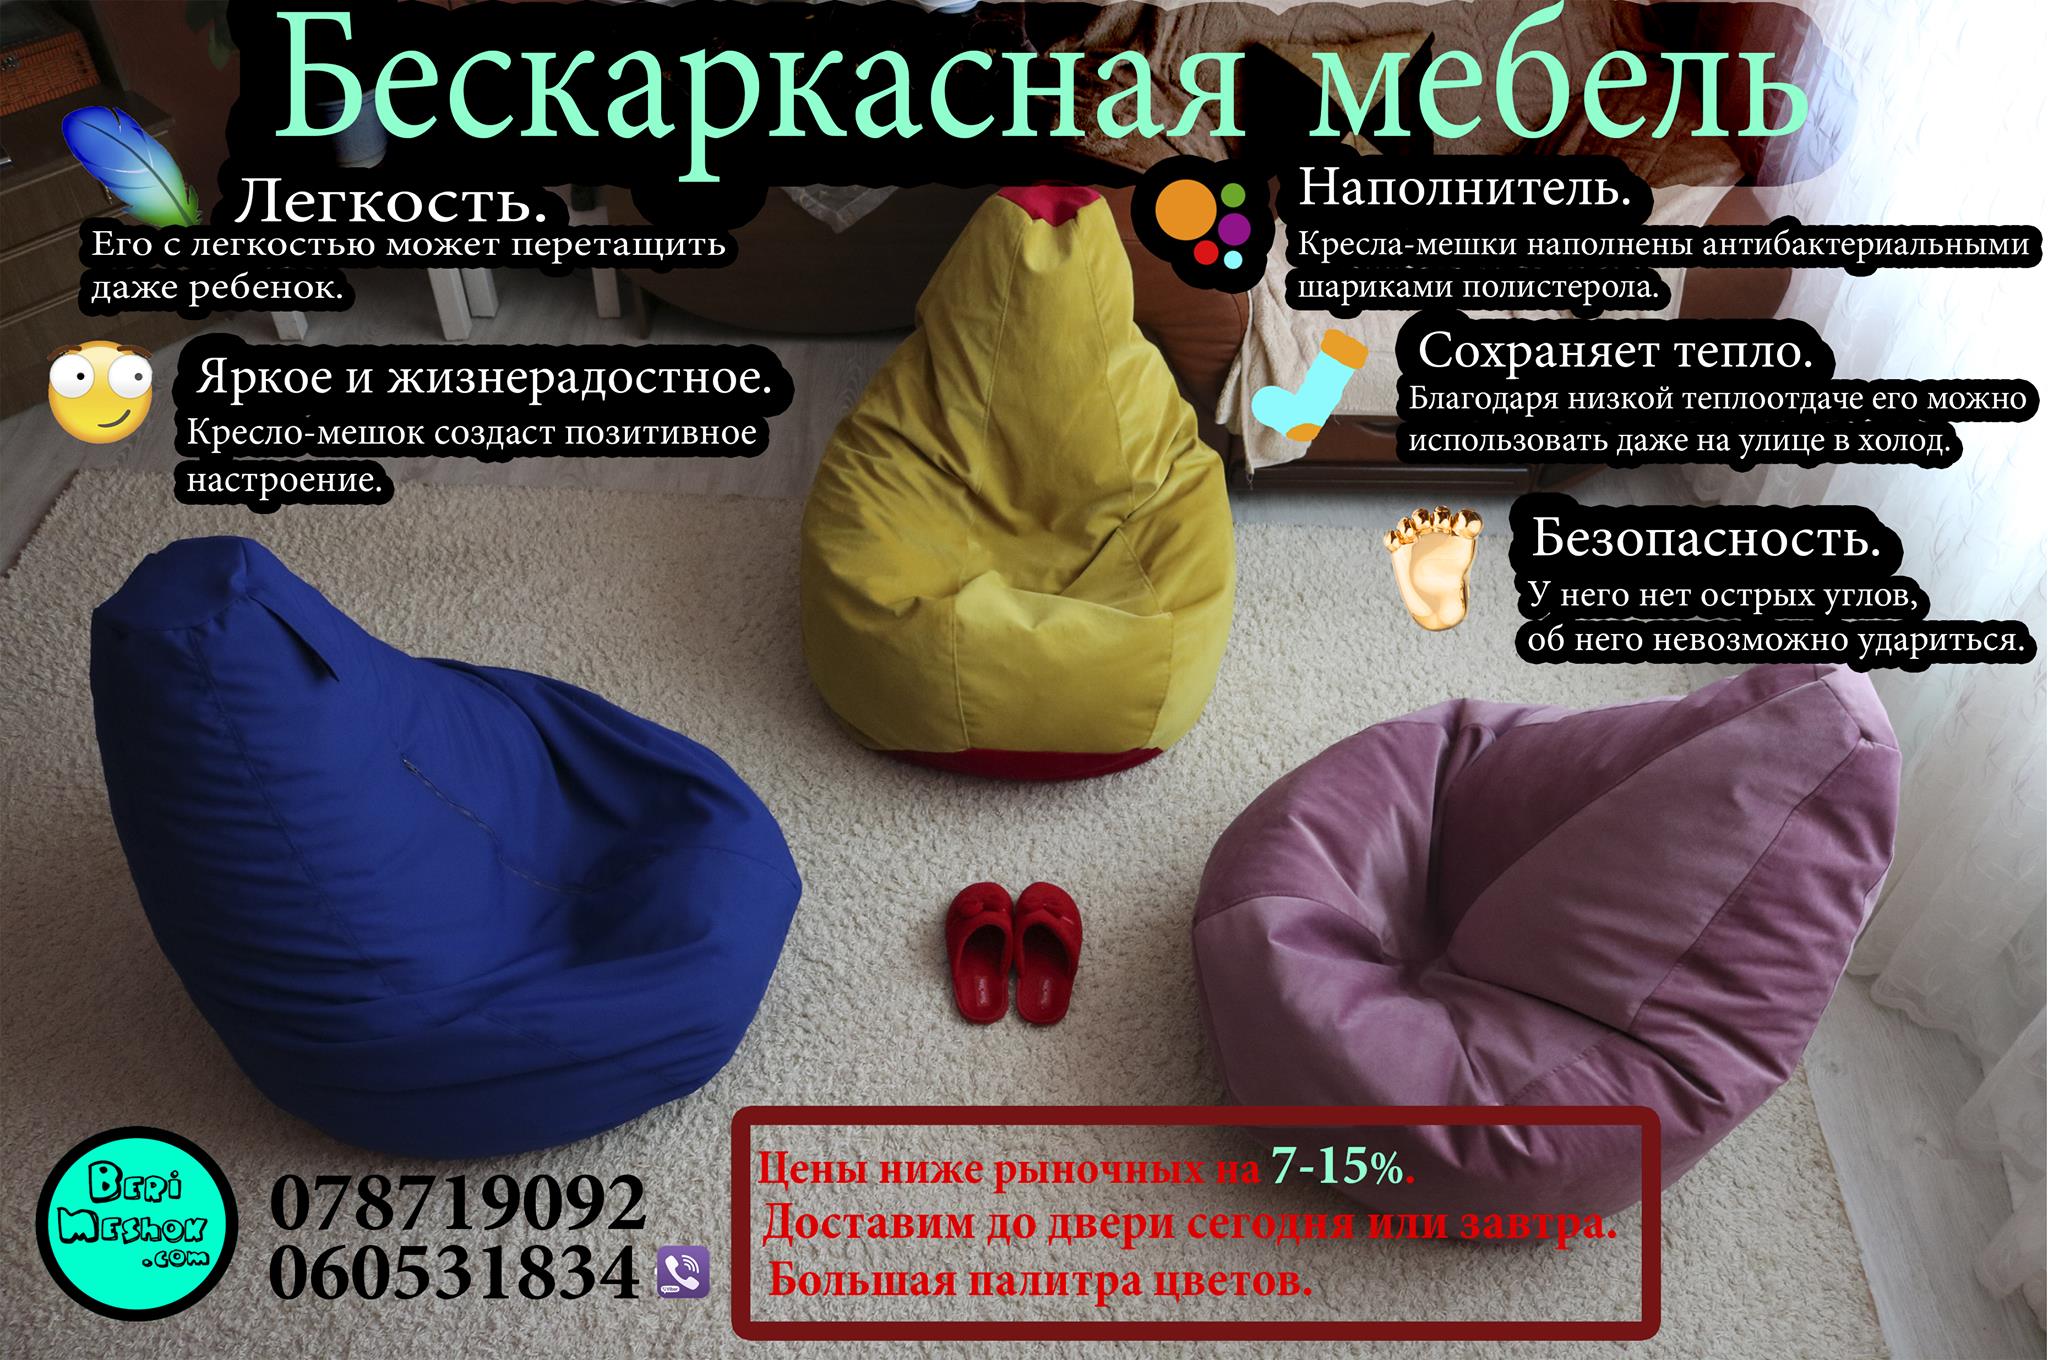 Бескаркасная мебель
Легкость.
Его с легкостью может перетащить
даже ребенок.
Яркое и жизнерадостное.
Кресло-мешок создаст позитивное
настроение.
Наполнитель.
Кресла-мешки наполнены антибактериальными
шариками полистерола.
Сохраняет тепло.
Благодаря низкой теплоотдаче его можно
использовать даже на улице в холод.
Безопасность.
У него нет острых углов,
об него невозможно удариться.
BERI
MESHOK
.COM
078719092
060531834
Цены ниже рыночных на 7-15%.
Доставим до двери сегодня или завтра.
Большая палитра цветов.